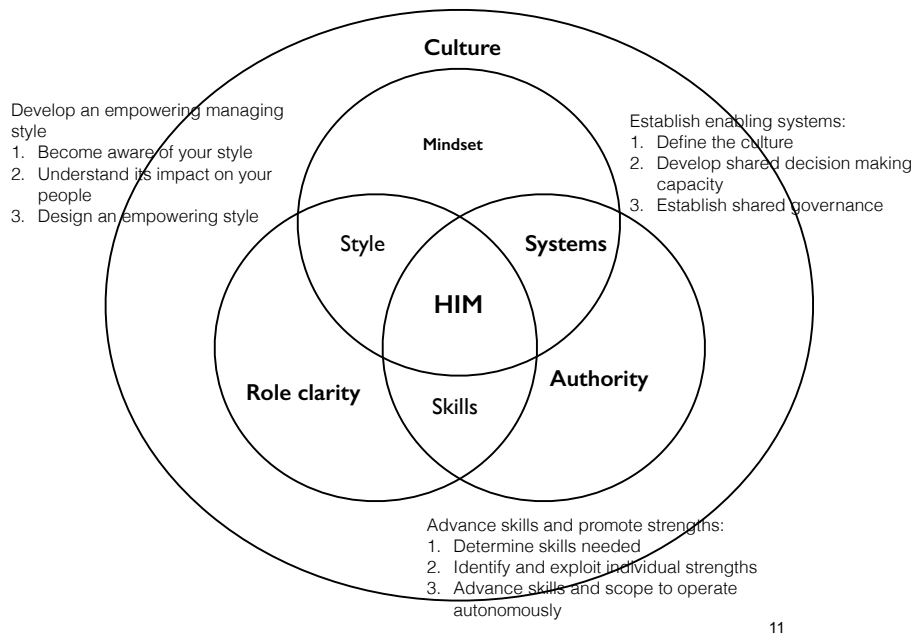 Culture
Develop an empowering managing
style
1. Become aware of your style
2. Understand its impact on your
people
3. Design an empowering style
Mindset
Establish enabling systems:
1. Define the culture
2. Develop shared decision making
capacity
3. Establish shared governance
Style
Systems
HIM
Role clarity
Authority
Skills
Advance skills and promote strengths:
1. Determine skills needed
2. Identify and exploit individual strengths
3. Advance skills and scope to operate
autonomously
11